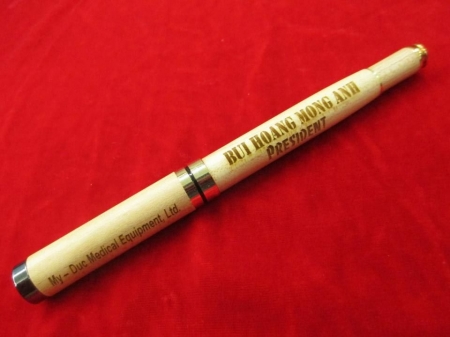 BUI HOANG MONG ANH
PRESIDENT
My – Duc Medical Equipment, Ltd.